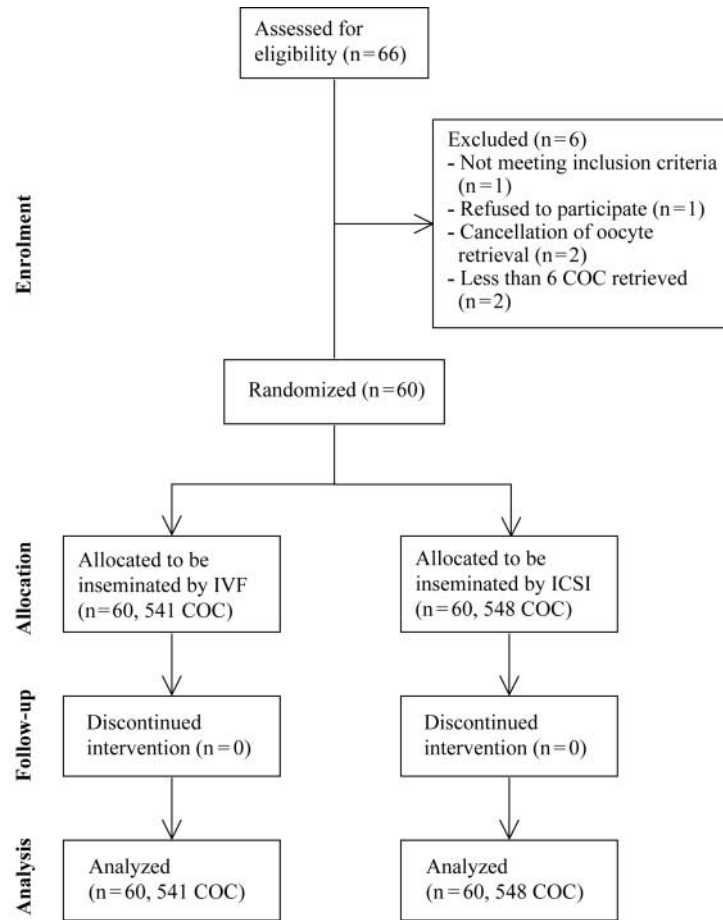 Assessed for
eligibility (n=66)
Enrolment
Excluded (n=6)
- Not meeting inclusion criteria
(n=1)
- Refused to participate (n=1)
- Cancellation of oocyte
retrieval (n=2)
- Less than 6 COC retrieved
(n=2)
Randomized (n=60)
Allocation
Allocated to be
inseminated by IVF
(n=60, 541 COC)
Allocated to be
inseminated by ICSI
(n=60, 548 COC)
Follow-up
Discontinued
intervention (n=0)
Discontinued
intervention (n=0)
Analysis
Analyzed
(n=60, 541 COC)
Analyzed
(n=60, 548 COC)